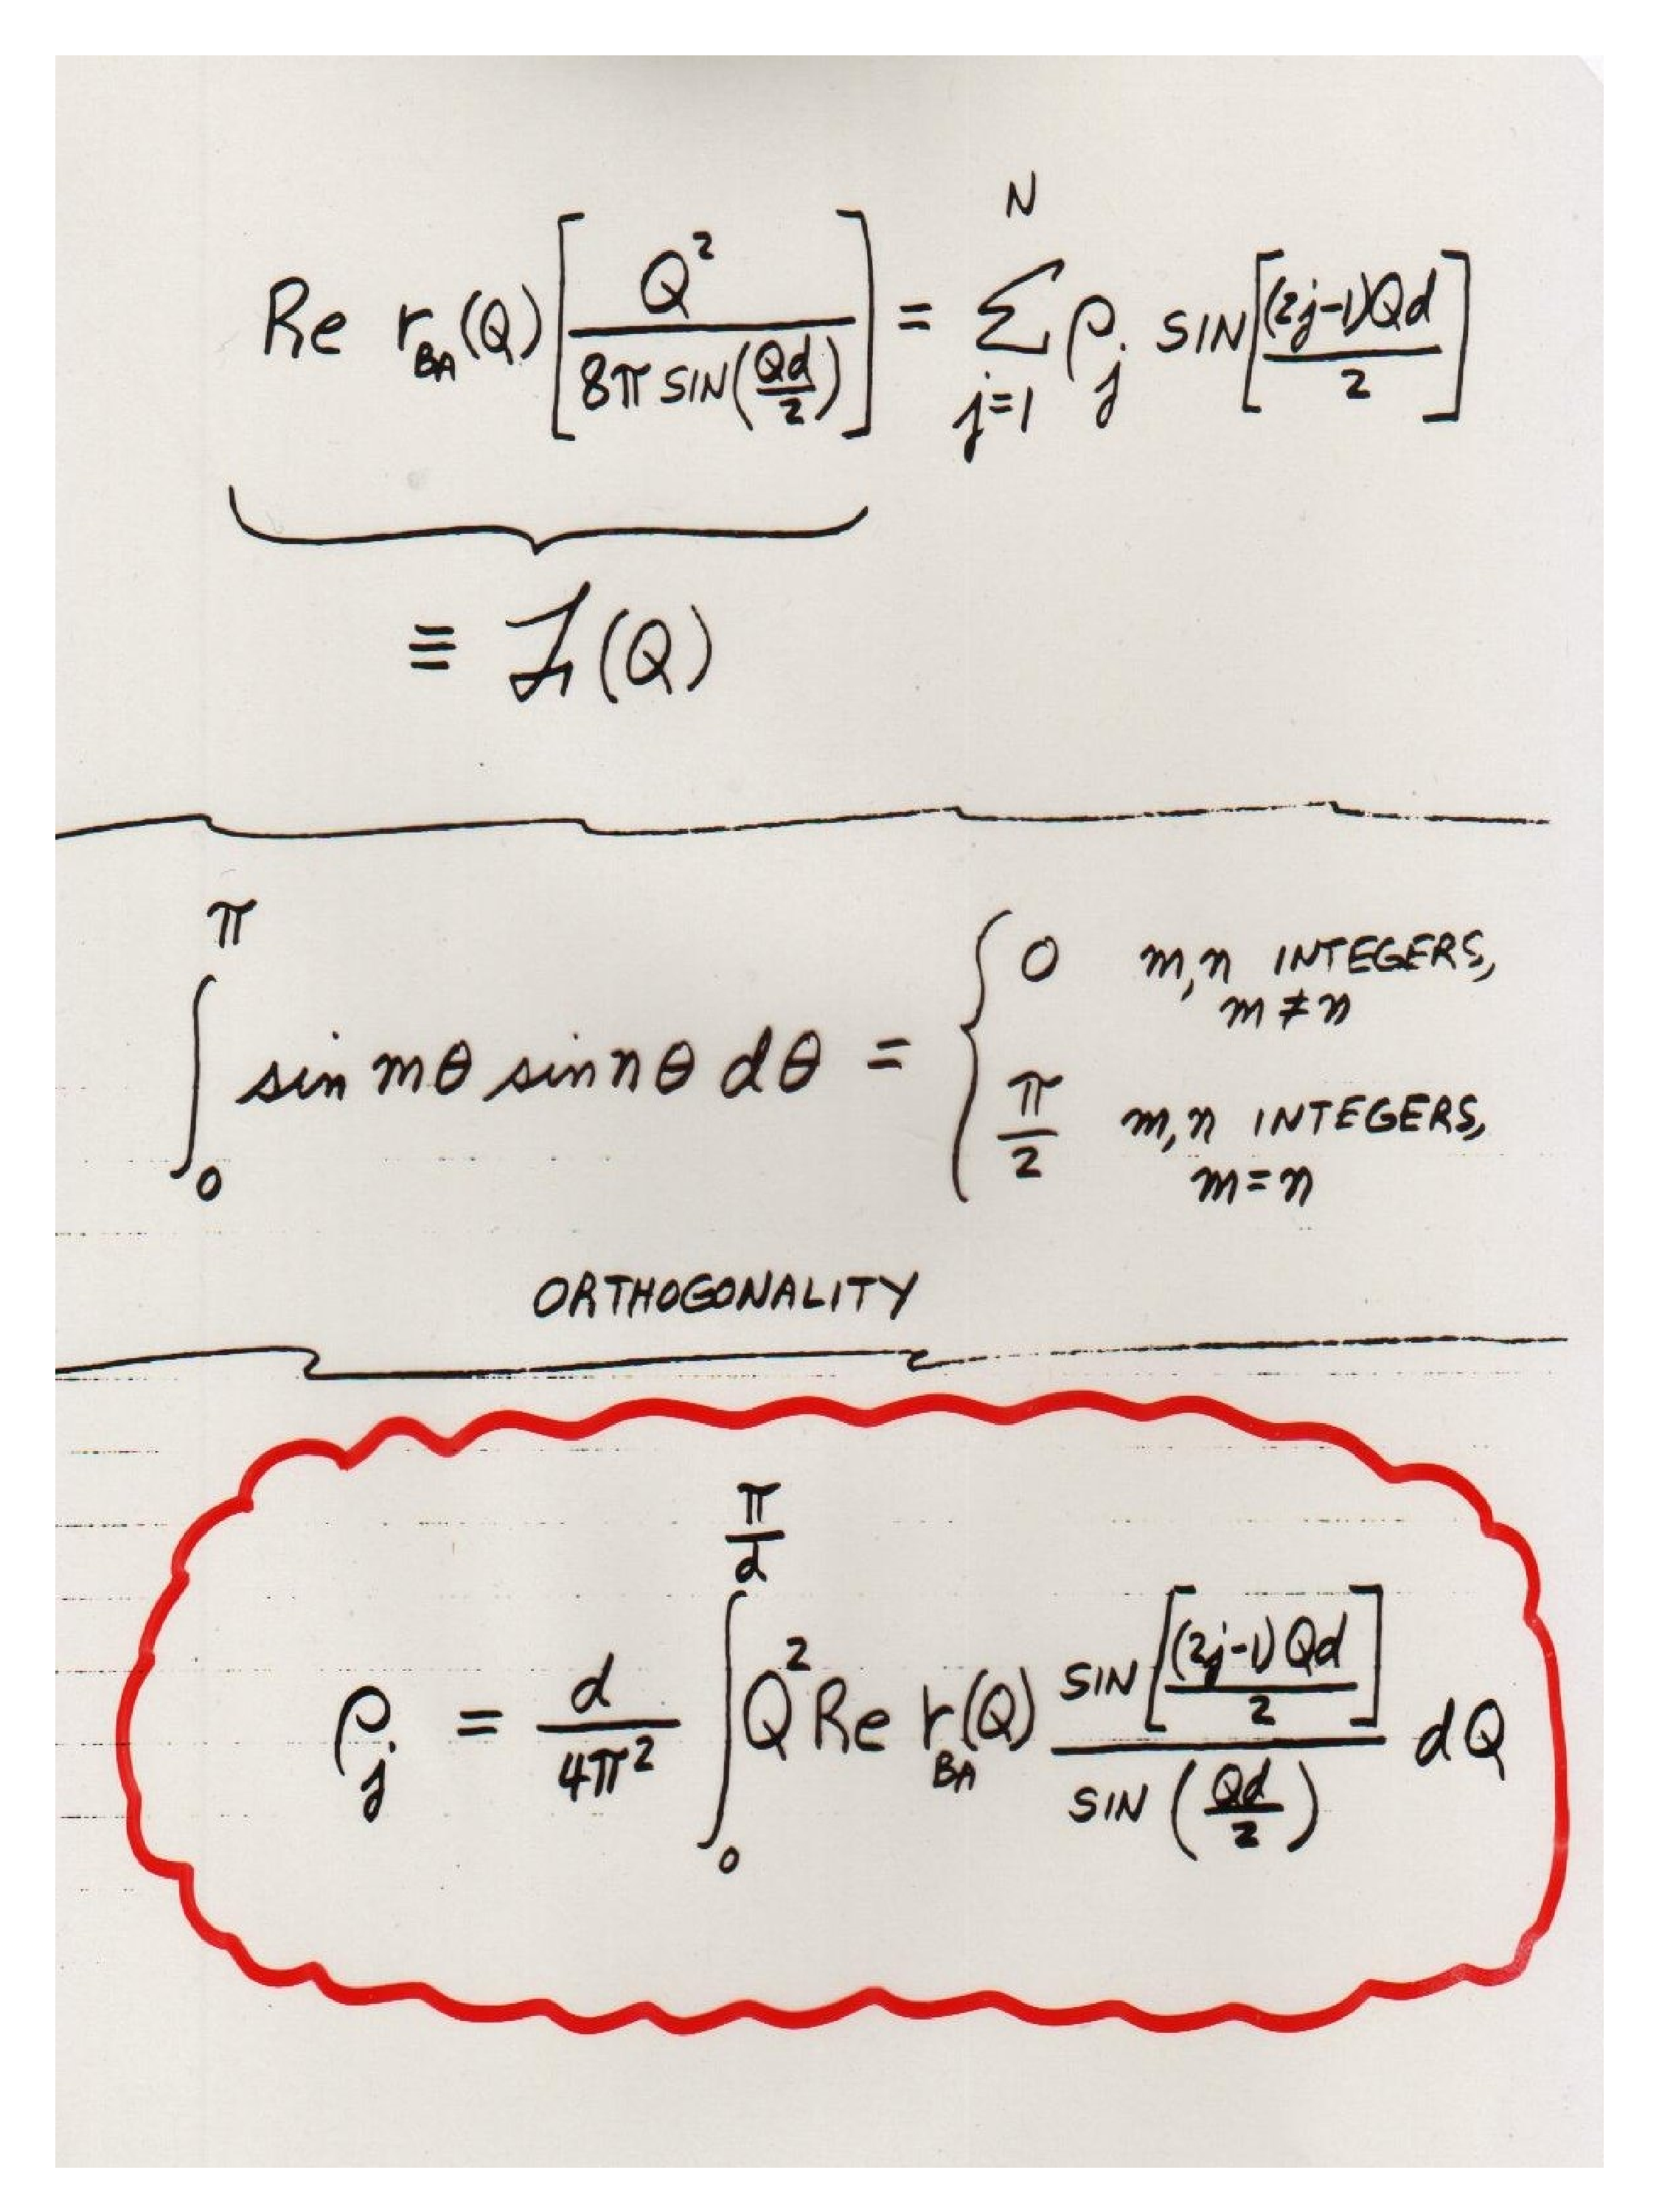 Re r_BA(Q) [Q² / 8π SIN(Qd/2)] = Σ_{j=1}^{N} ρ_j SIN[(2j-1)Qd / 2]
≡ (Q)
∫_0^π sin mθ sin nθ dθ = { 0 m,n INTEGERS, m≠n
π/2 m,n INTEGERS, m=n
ORTHOGONALITY
ρ_j = d/4π² ∫_0^{π/d} Q² Re r_BA(Q) SIN[(2j-1)Qd / 2] / SIN(Qd/2) dQ